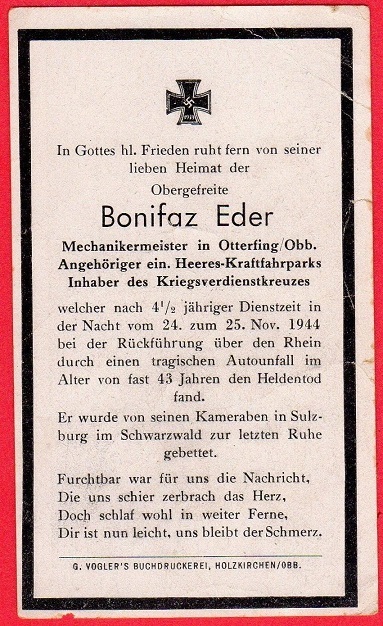 In Gottes hl. Frieden ruht fern von seiner
lieben Heimat der
Obergefreite
Bonifaz Eder
Mechanikermeister in Otterfing/Obb.
Angehöriger ein. Heeres-Kraftfahrparks
Inhaber des Kriegsverdienstkreuzes
welcher nach 4½ jähriger Dienstzeit in
der Nacht vom 24. zum 25. Nov. 1944
bei der Rückführung über den Rhein
durch einen tragischen Autounfall im
Alter von fast 43 Jahren den Heldentod
fand.
Er wurde von seinen Kameraben in Sulz-
burg im Schwarzwald zur letzten Ruhe
gebettet.
Furchtbar war für uns die Nachricht,
Die uns schier zerbrach das Herz,
Doch schlaf wohl in weiter Ferne,
Dir ist nun leicht, uns bleibt der Schmerz.
G. VOGLER'S BUCHDRUCKEREI, HOLZKIRCHEN/OBB.